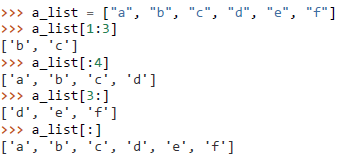 >>> a_list = ["a", "b", "c", "d", "e", "f"]
>>> a_list[1:3]
['b', 'c']
>>> a_list[:4]
['a', 'b', 'c', 'd']
>>> a_list[3:]
['d', 'e', 'f']
>>> a_list[:]
['a', 'b', 'c', 'd', 'e', 'f']